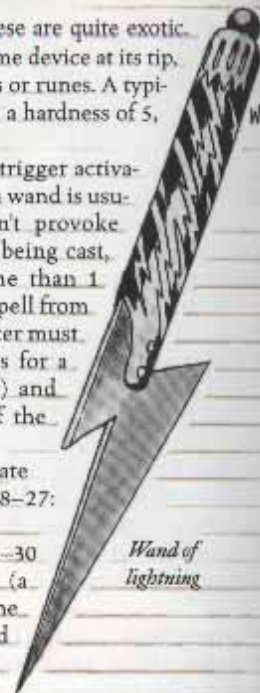 ese are quite exotic.
me device at its tip,
s or runes. A typi-
a hardness of 5,
trigger activa-
wand is usu-
n't provoke
being cast,
ne than 1
pell from
ter must
s for a
) and
f the
ate
8–27:
–30
(a
ne
d
Wand of
lightning